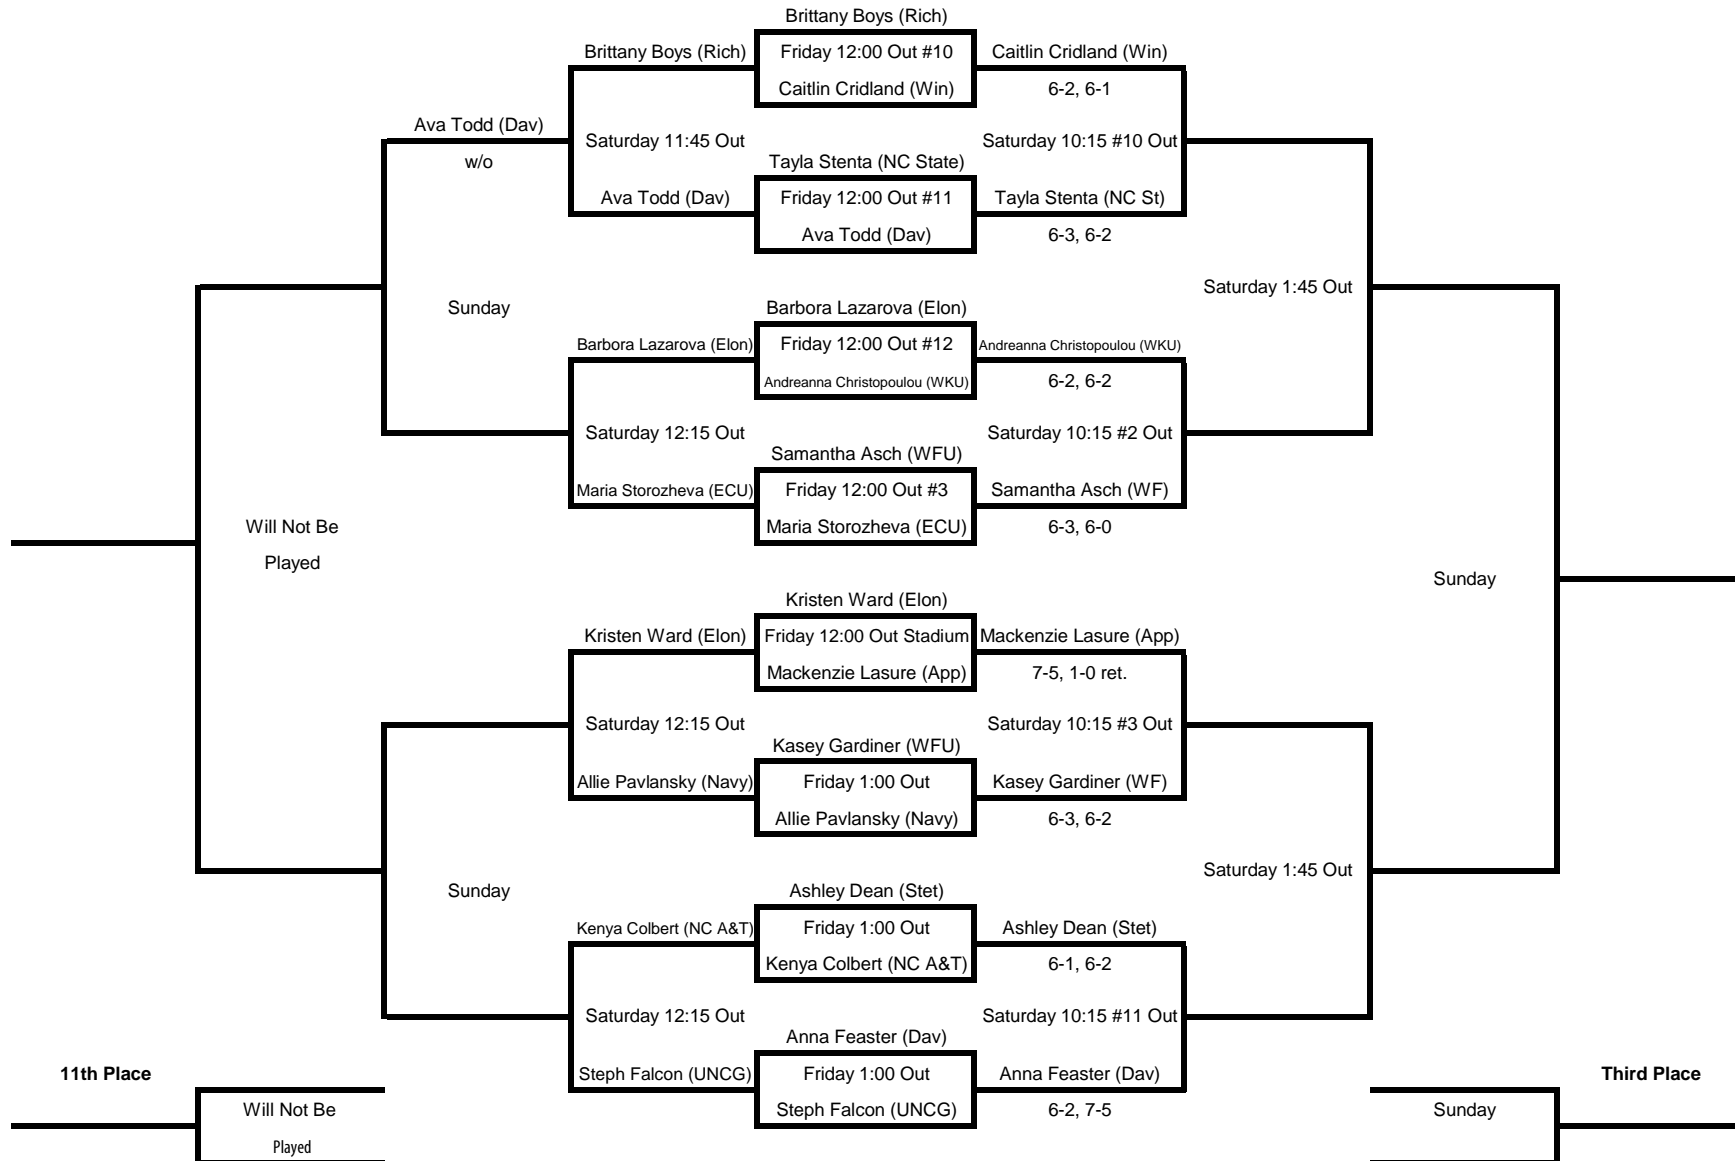 Brittany Boys (Rich)
Brittany Boys (Rich) Friday 12:00 Out #10 Caitlin Cridland (Win)
Caitlin Cridland (Win) 6-2, 6-1
Ava Todd (Dav)
Saturday 11:45 Out Saturday 10:15 #10 Out
w/o Tayla Stenta (NC State)
Ava Todd (Dav) Friday 12:00 Out #11 Tayla Stenta (NC St)
Ava Todd (Dav) 6-3, 6-2
Saturday 1:45 Out
Sunday Barbora Lazarova (Elon)
Barbora Lazarova (Elon) Friday 12:00 Out #12 Andreanna Christopoulou (WKU)
Andreanna Christopoulou (WKU) 6-2, 6-2
Saturday 12:15 Out Saturday 10:15 #2 Out
Samantha Asch (WFU)
Maria Storozheva (ECU) Friday 12:00 Out #3 Samantha Asch (WF)
Will Not Be Maria Storozheva (ECU) 6-3, 6-0
Played
Sunday
Kristen Ward (Elon)
Kristen Ward (Elon) Friday 12:00 Out Stadium Mackenzie Lasure (App)
Mackenzie Lasure (App) 7-5, 1-0 ret.
Saturday 12:15 Out Saturday 10:15 #3 Out
Kasey Gardiner (WFU)
Allie Pavlansky (Navy) Friday 1:00 Out Kasey Gardiner (WF)
Allie Pavlansky (Navy) 6-3, 6-2
Saturday 1:45 Out
Sunday Ashley Dean (Stet)
Kenya Colbert (NC A&T) Friday 1:00 Out Ashley Dean (Stet)
Kenya Colbert (NC A&T) 6-1, 6-2
Saturday 12:15 Out Saturday 10:15 #11 Out
Anna Feaster (Dav)
11th Place Steph Falcon (UNCG) Friday 1:00 Out Anna Feaster (Dav) Third Place
Will Not Be Steph Falcon (UNCG) 6-2, 7-5 Sunday
Played